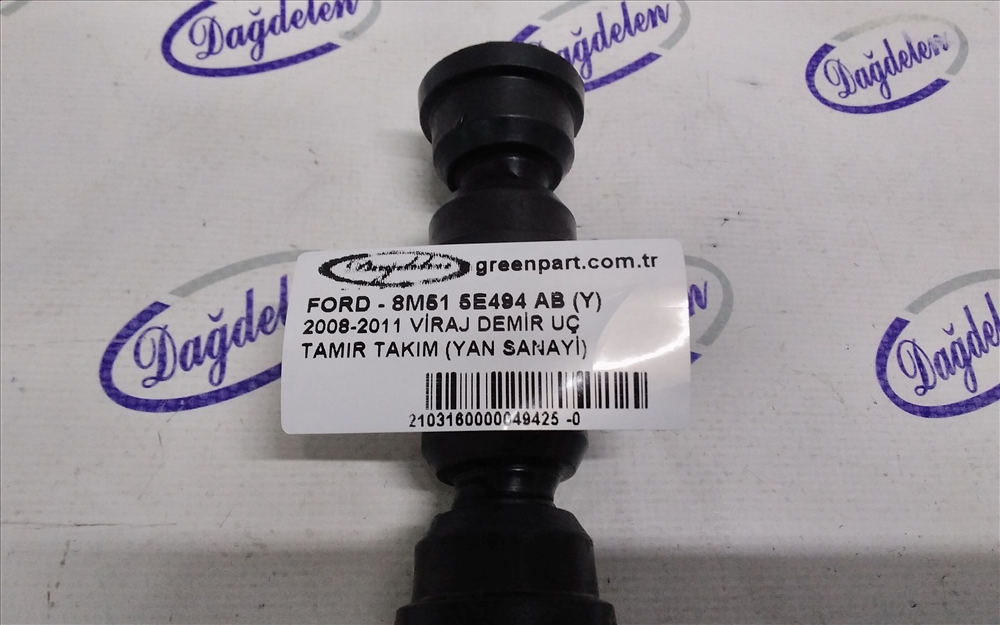 Dağdelen
Dağdelen
Dağdelen
greenpart.com.tr
FORD - 8M51 5E494 AB (Y)
2008-2011 VİRAJ DEMİR UÇ
TAMIR TAKIM (YAN SANAYİ)
2103160000049425 -0
Dağdelen
Dağdelen